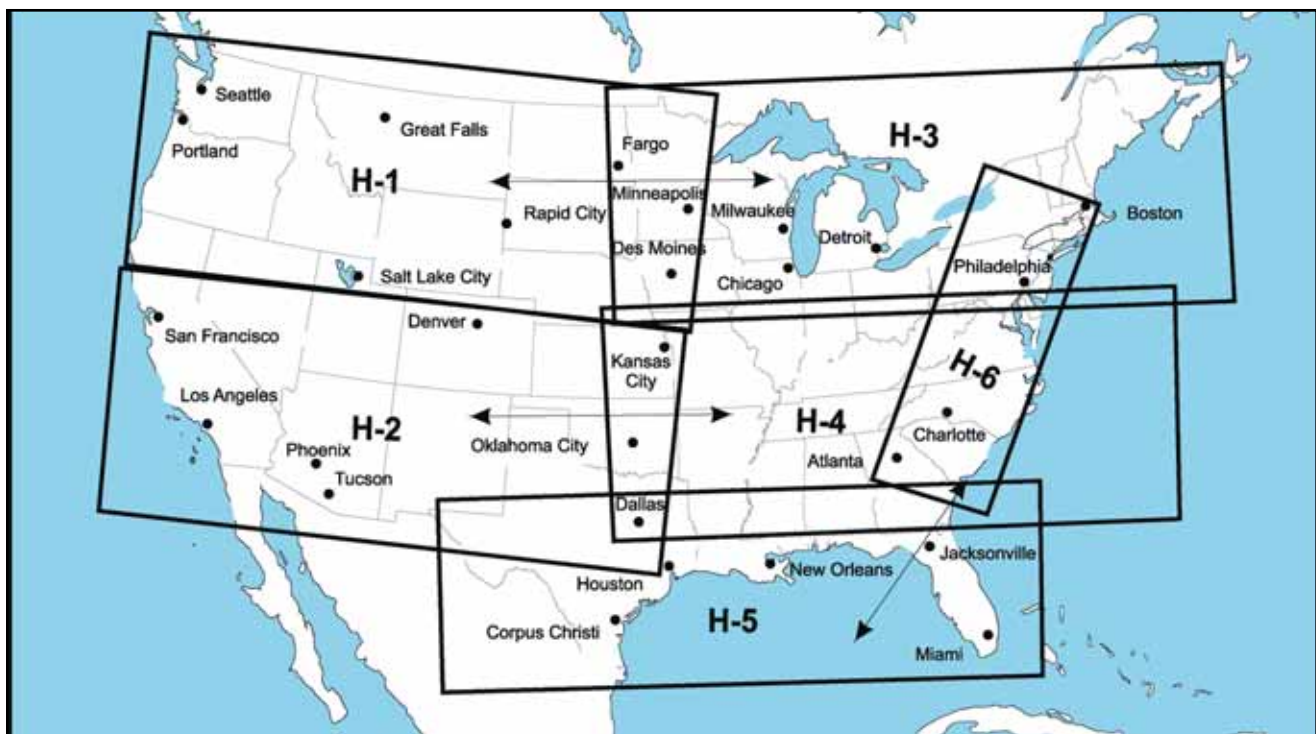 Seattle
Great Falls
Portland
H-1
Fargo
H-3
Minneapolis
Rapid City
Milwaukee
Boston
Detroit
Des Moines
Salt Lake City
Chicago
Philadelphia
San Francisco
Denver
Kansas
City
H-6
Los Angeles
H-2
Oklahoma City
H-4
Charlotte
Phoenix
Atlanta
Tucson
Dallas
Jacksonville
Houston
New Orleans
Corpus Christi
H-5
Miami